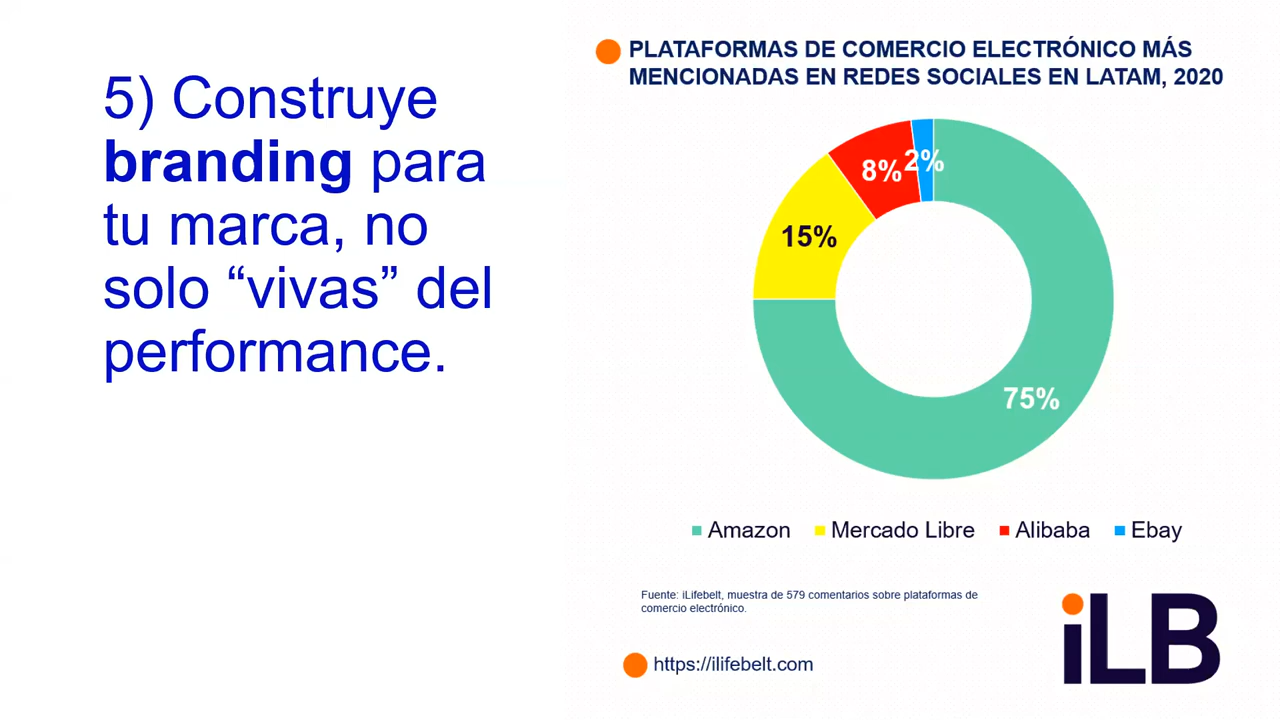 5) Construye
branding para
tu marca, no
solo “vivas” del
performance.
PLATAFORMAS DE COMERCIO ELECTRÓNICO MÁS
MENCIONADAS EN REDES SOCIALES EN LATAM, 2020
8%
2%
15%
75%
Amazon Mercado Libre Alibaba Ebay
Fuente: iLifebelt, muestra de 579 comentarios sobre plataformas de
comercio electrónico.
https://ilifebelt.com
iLB